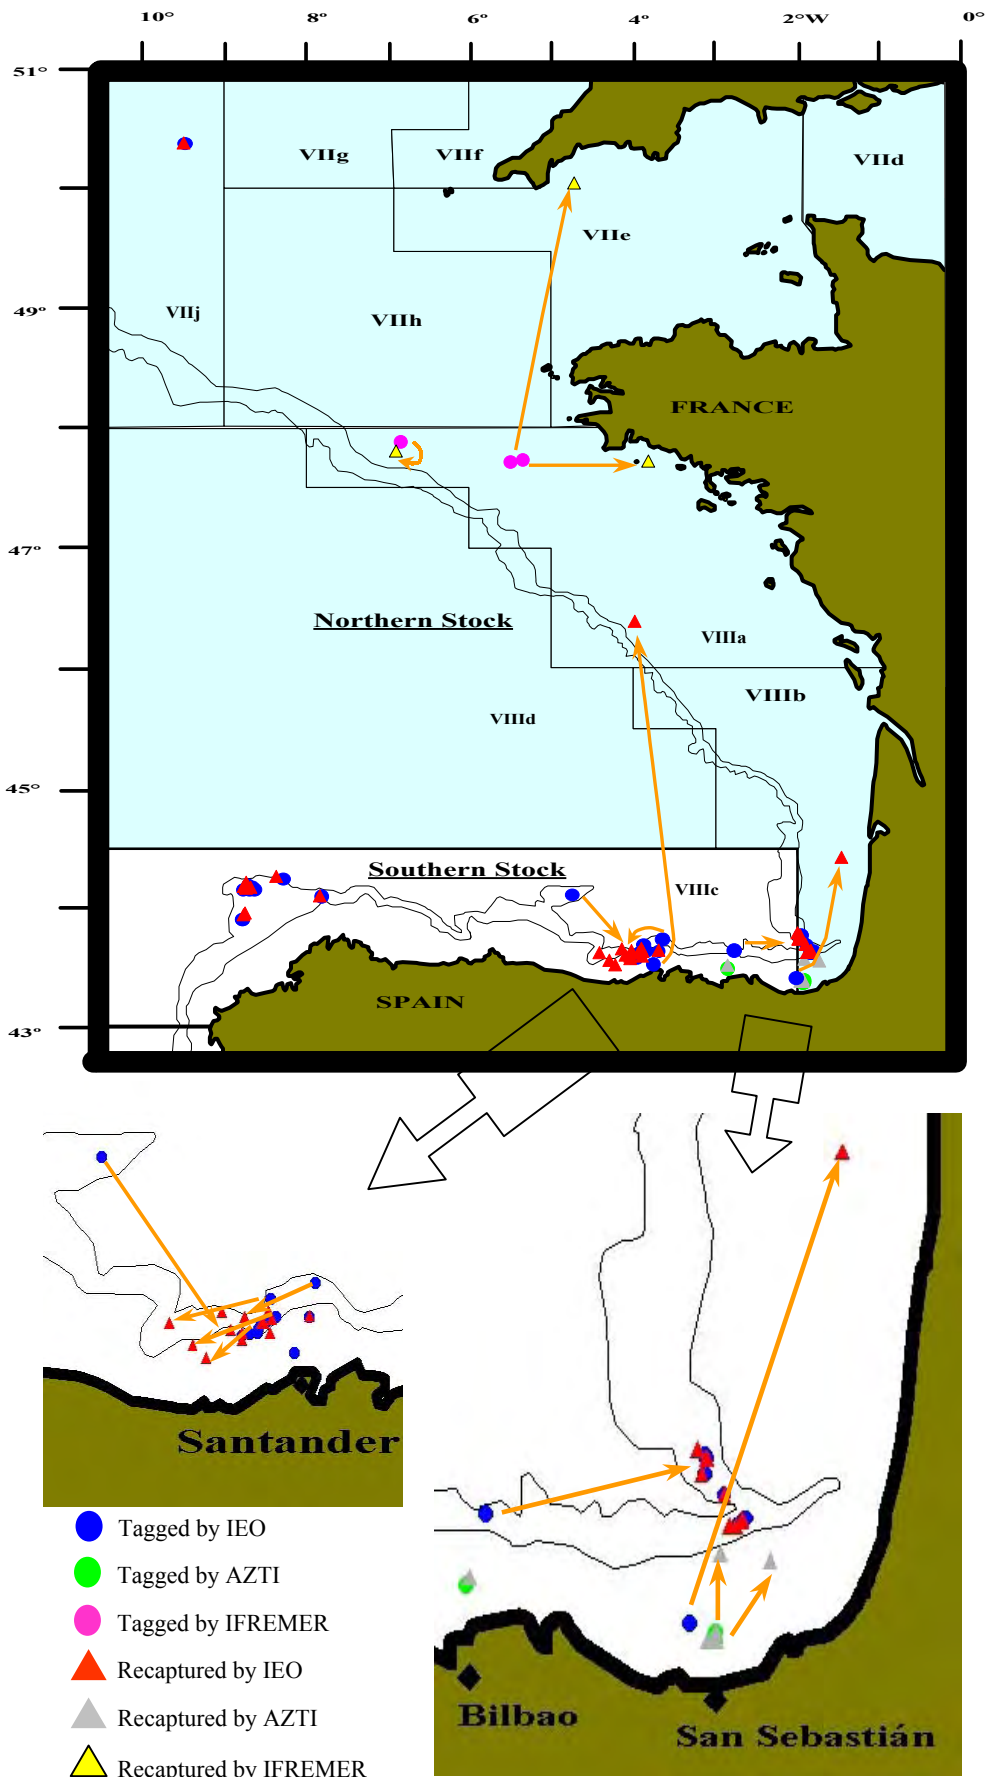 10° 8° 6° 4° 2°W 0°
51°
VIIg VIIf VIId
VIIe
49°
VIIj VIIh
FRANCE
47°
Northern Stock
VIIIa
VIIIb
VIIId
45°
Southern Stock
VIIIc
SPAIN
43°
Santander
Bilbao
San Sebastián
Tagged by IEO
Tagged by AZTI
Tagged by IFREMER
Recaptured by IEO
Recaptured by AZTI
Recaptured by IFREMER